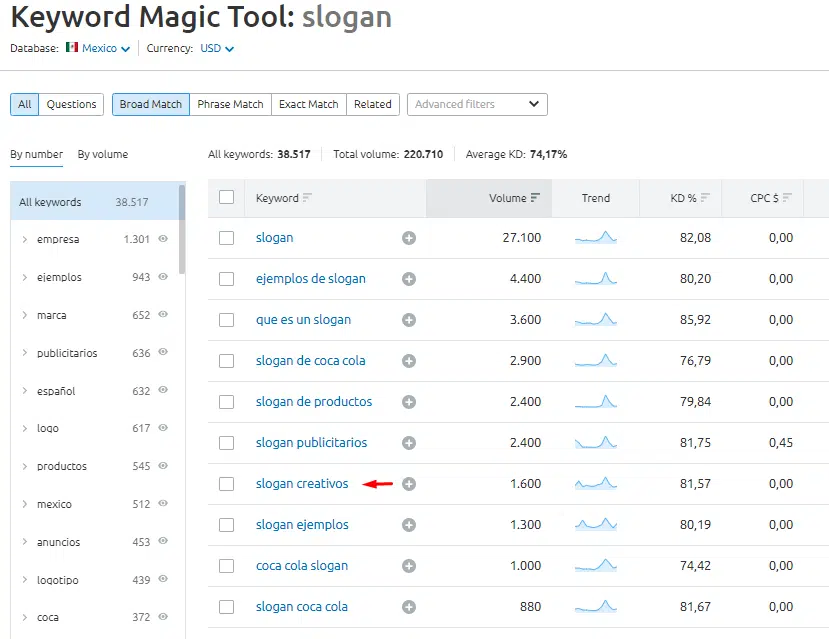 Keyword Magic Tool: slogan
Database: Mexico Currency: USD
All Questions Broad Match Phrase Match Exact Match Related Advanced filters
By number By volume All keywords: 38.517 Total volume: 220.710 Average KD: 74,17%
All keywords 38.517
empresa 1.301
ejemplos 943
marca 652
publicitarios 636
español 632
logo 617
productos 545
mexico 512
anuncios 453
logotipo 439
coca 372
Keyword Volume Trend KD % CPC $
slogan 27.100 82,08 0,00
ejemplos de slogan 4.400 80,20 0,00
que es un slogan 3.600 85,92 0,00
slogan de coca cola 2.900 76,79 0,00
slogan de productos 2.400 79,84 0,00
slogan publicitarios 2.400 81,75 0,45
slogan creativos 1.600 81,57 0,00
slogan ejemplos 1.300 80,19 0,00
coca cola slogan 1.000 74,42 0,00
slogan coca cola 880 81,67 0,00